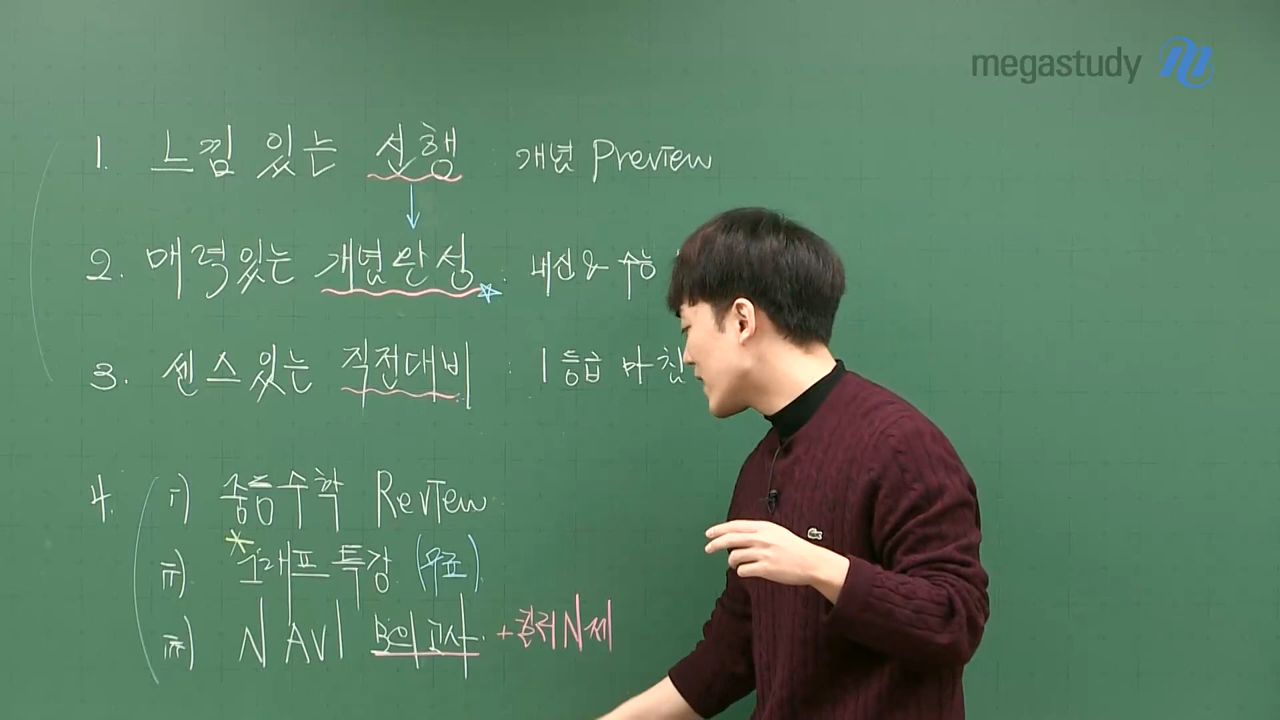 megastudy
1. 느낌 있는 선행 : 개념 Preview
2. 매력있는 개념완성 : 내신 & 수능
3. 센스있는 직전대비 : 1등급 마침
4. i) 중등수학 Review
ii) 그래프 특강 (무료)
iii) NAVI 모의고사 + 킬러 N제